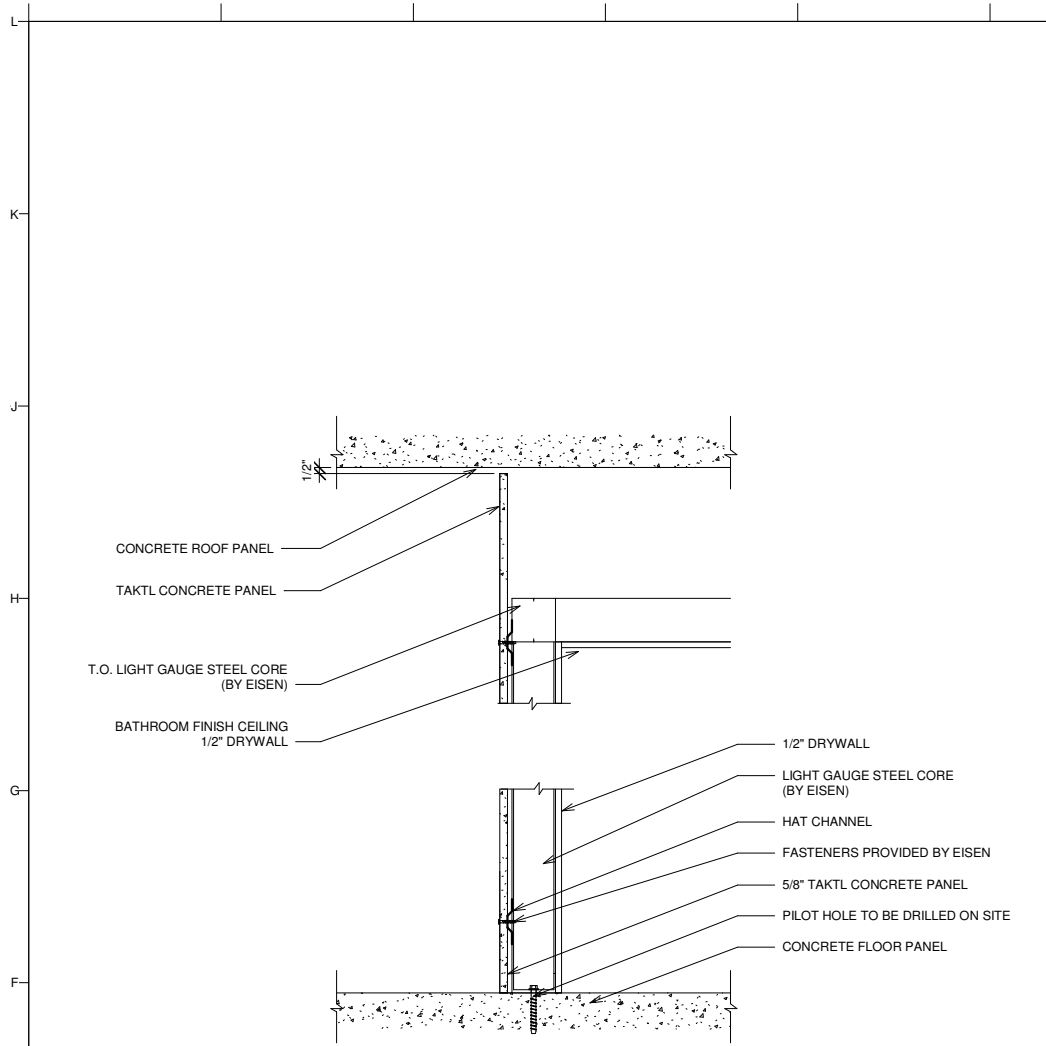 L
K
J
1/2"
CONCRETE ROOF PANEL
TAKTL CONCRETE PANEL
H
T.O. LIGHT GAUGE STEEL CORE
(BY EISEN)
BATHROOM FINISH CEILING
1/2" DRYWALL
1/2" DRYWALL
LIGHT GAUGE STEEL CORE
(BY EISEN)
G
HAT CHANNEL
FASTENERS PROVIDED BY EISEN
5/8" TAKTL CONCRETE PANEL
PILOT HOLE TO BE DRILLED ON SITE
CONCRETE FLOOR PANEL
F